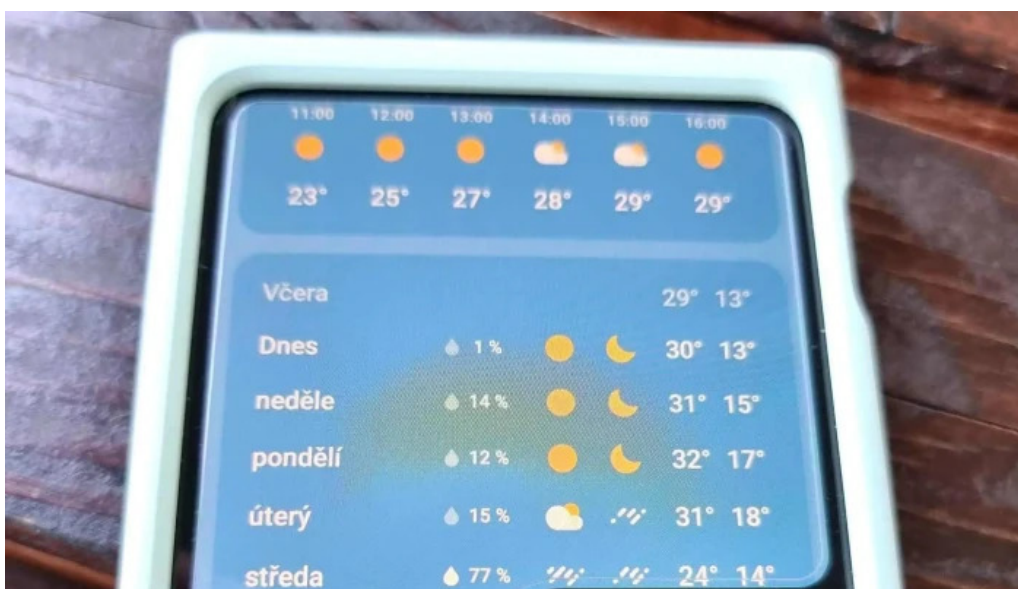 11:00 12:00 13:00 14:00 15:00 16:00
23° 25° 27° 28° 29° 29°
Včera 29° 13°
Dnes 1 % 30° 13°
neděle 14 % 31° 15°
pondělí 12 % 32° 17°
úterý 15 % 31° 18°
středa 77 % 24° 14°